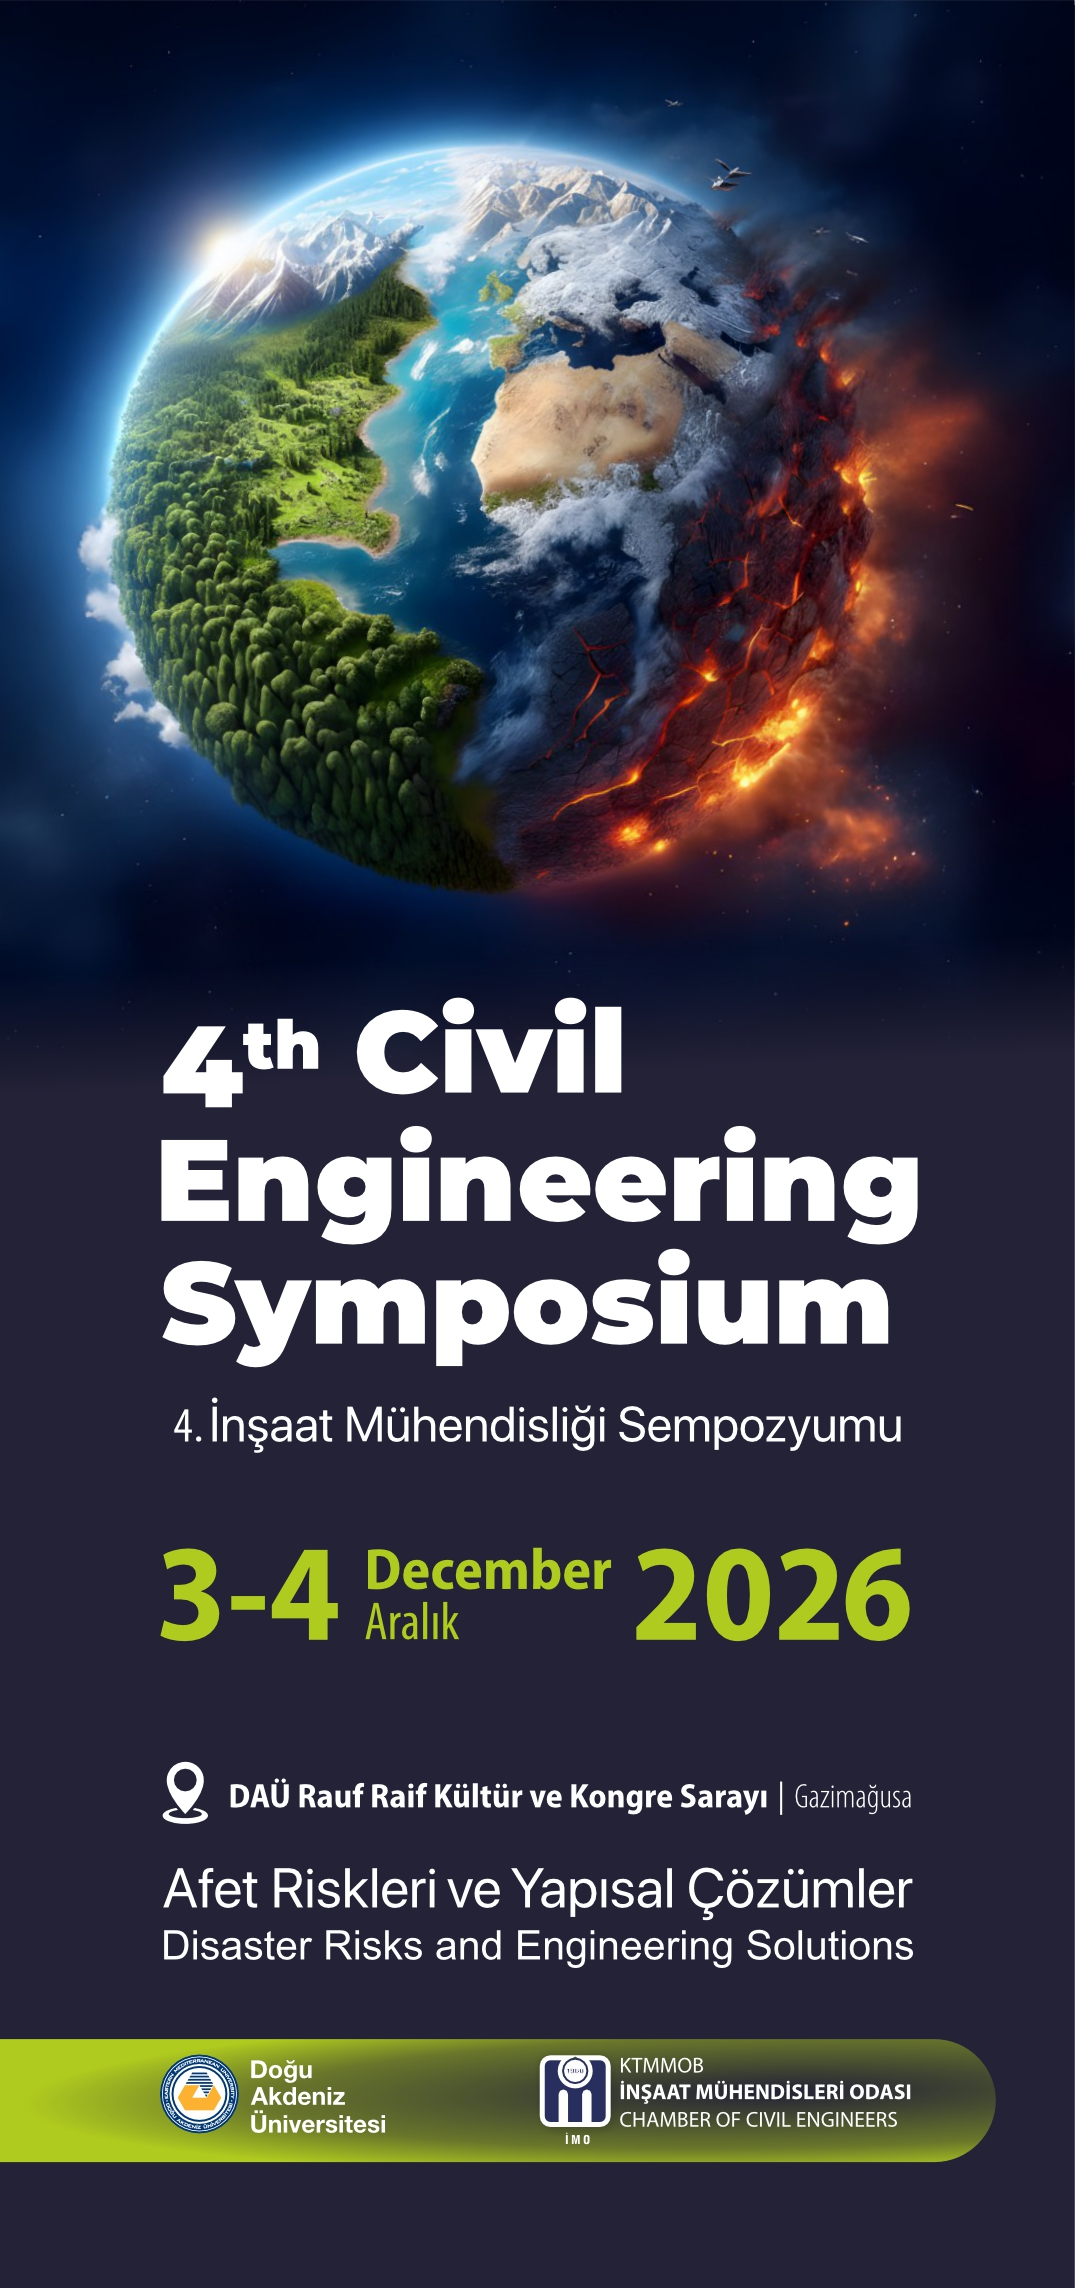 4th Civil
Engineering
Symposium
4. İnşaat Mühendisliği Sempozyumu
3-4 December 2026
Aralık
DAÜ Rauf Raif Kültür ve Kongre Sarayı | Gazimağusa
Afet Riskleri ve Yapısal Çözümler
Disaster Risks and Engineering Solutions
Doğu
Akdeniz
Üniversitesi
KTMMOB
İNŞAAT MÜHENDİSLERİ ODASI
CHAMBER OF CIVIL ENGINEERS
İMO